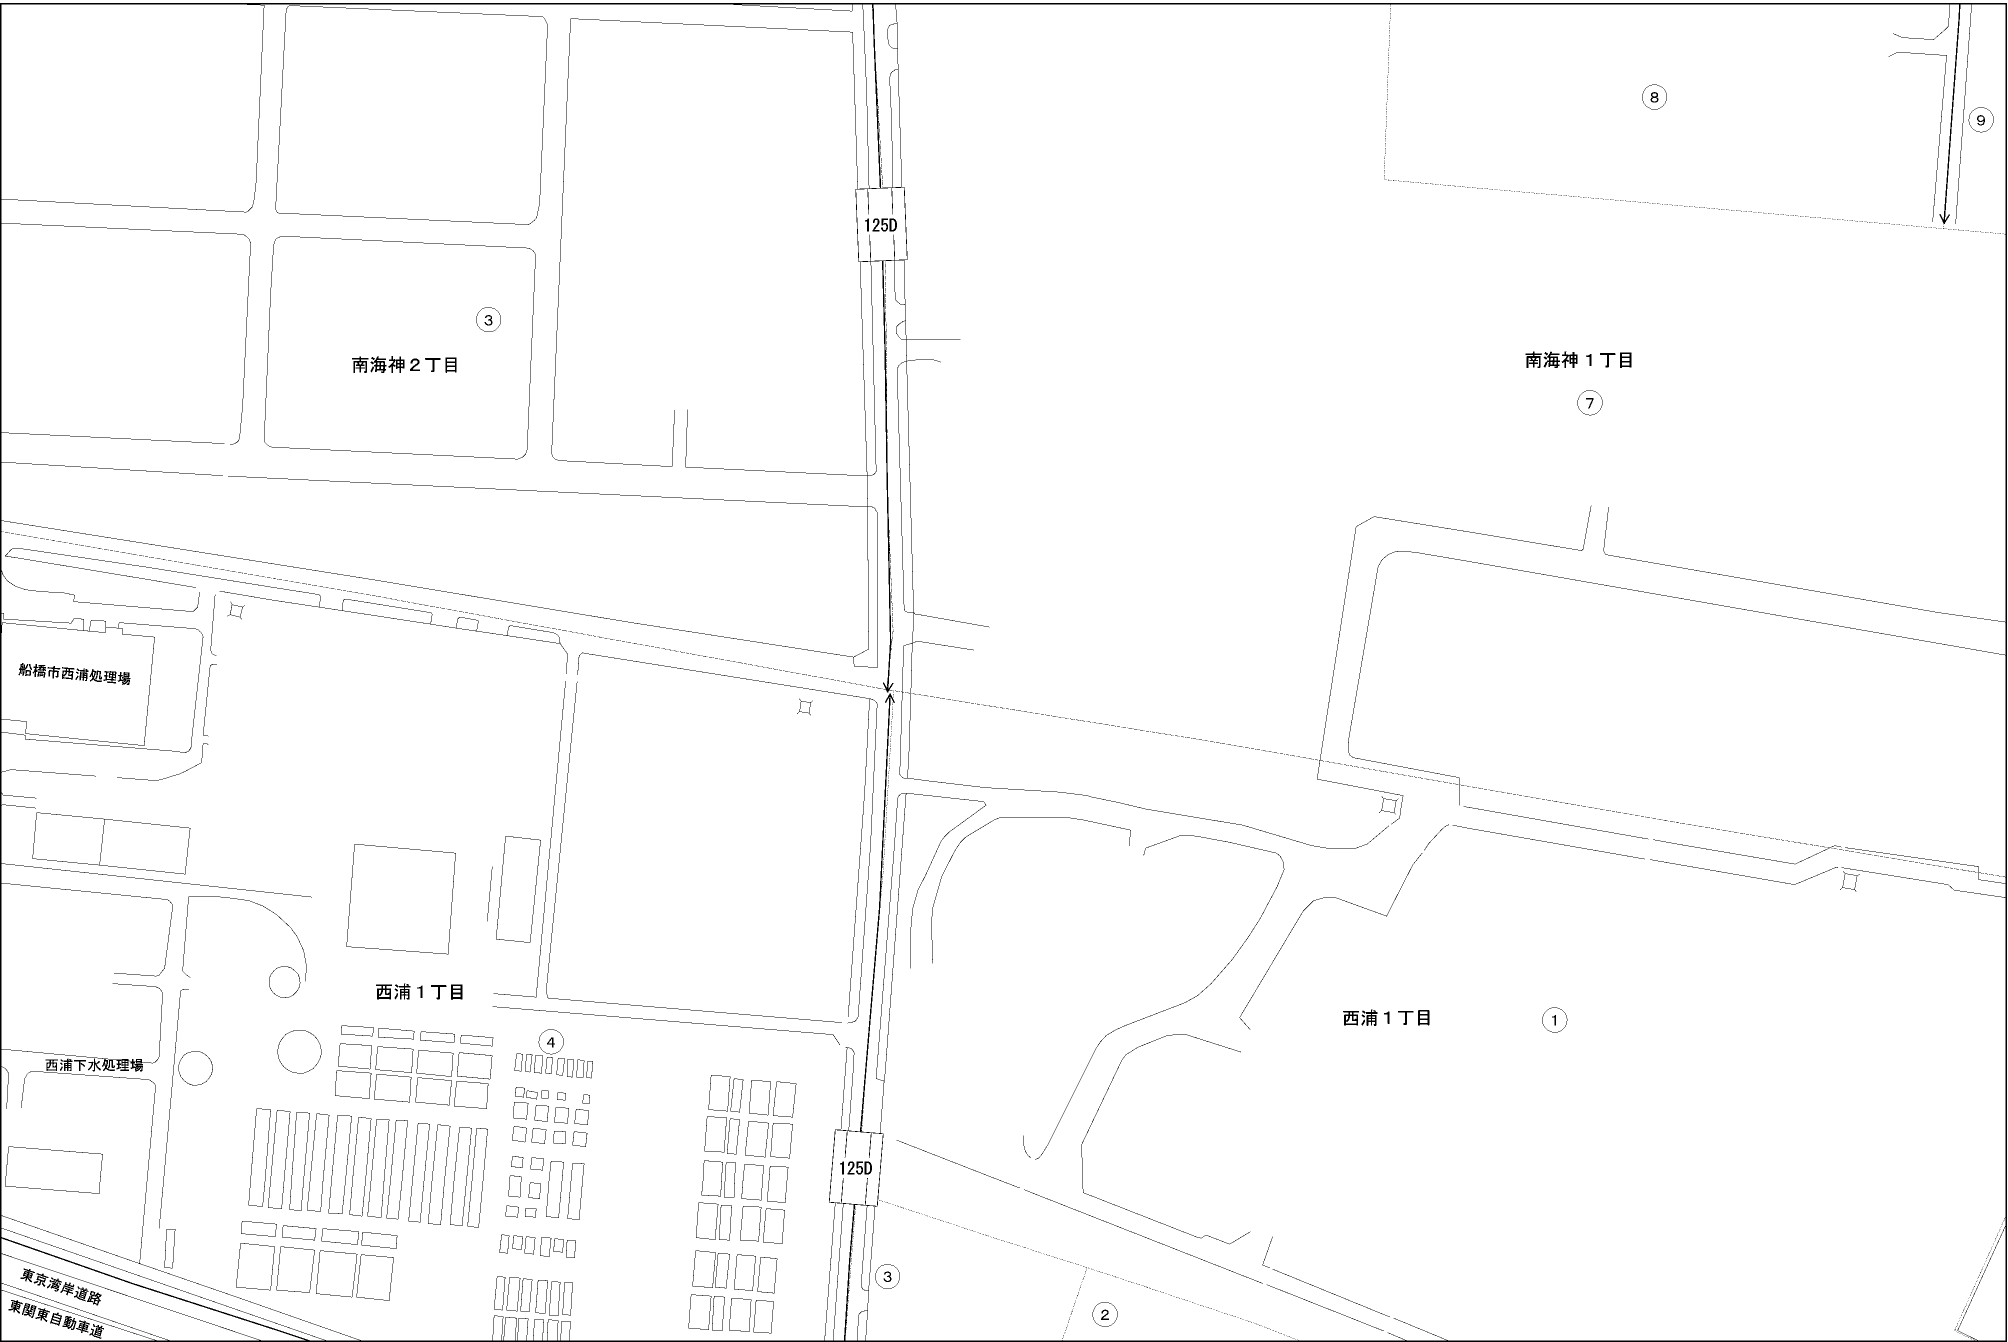 ⑧
⑨
125D
③
南海神２丁目
南海神１丁目
⑦
船橋市西浦処理場
西浦１丁目
西浦１丁目
①
④
西浦下水処理場
125D
③
東京湾岸道路
東関東自動車道
②